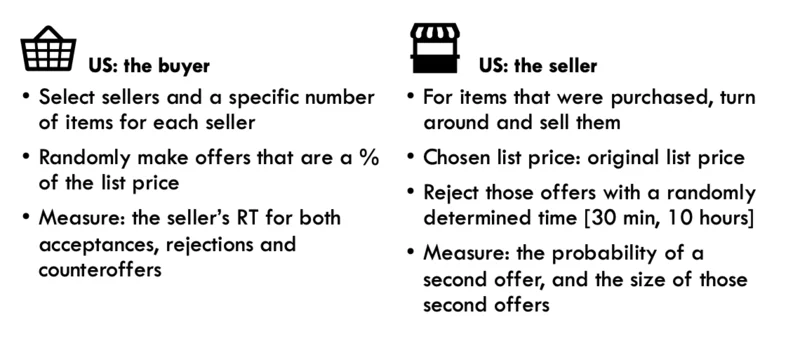 US: the buyer
• Select sellers and a specific number
of items for each seller
• Randomly make offers that are a %
of the list price
• Measure: the seller's RT for both
acceptances, rejections and
counteroffers
US: the seller
• For items that were purchased, turn
around and sell them
• Chosen list price: original list price
• Reject those offers with a randomly
determined time [30 min, 10 hours]
• Measure: the probability of a
second offer, and the size of those
second offers